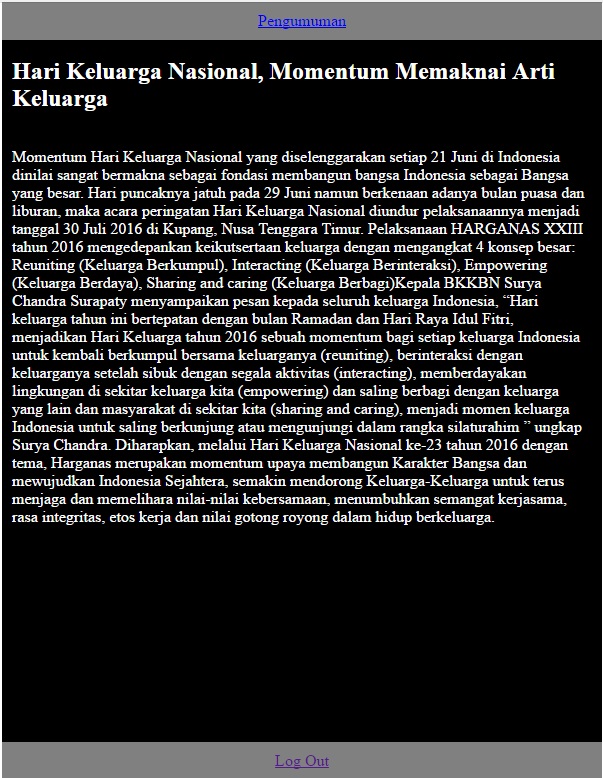 Pengumuman
Hari Keluarga Nasional, Momentum Memaknai Arti
Keluarga
Momentum Hari Keluarga Nasional yang diselenggarakan setiap 21 Juni di Indonesia
dinilai sangat bermakna sebagai fondasi membangun bangsa Indonesia sebagai Bangsa
yang besar. Hari puncaknya jatuh pada 29 Juni namun berkenaan adanya bulan puasa dan
liburan, maka acara peringatan Hari Keluarga Nasional diundur pelaksanaannya menjadi
tanggal 30 Juli 2016 di Kupang, Nusa Tenggara Timur. Pelaksanaan HARGANAS XXIII
tahun 2016 mengedepankan keikutsertaan keluarga dengan mengangkat 4 konsep besar:
Reuniting (Keluarga Berkumpul), Interacting (Keluarga Berinteraksi), Empowering
(Keluarga Berdaya), Sharing and caring (Keluarga Berbagi)Kepala BKKBN Surya
Chandra Surapaty menyampaikan pesan kepada seluruh keluarga Indonesia, “Hari
keluarga tahun ini bertepatan dengan bulan Ramadan dan Hari Raya Idul Fitri,
menjadikan Hari Keluarga tahun 2016 sebuah momentum bagi setiap keluarga Indonesia
untuk kembali berkumpul bersama keluarganya (reuniting), berinteraksi dengan
keluarganya setelah sibuk dengan segala aktivitas (interacting), memberdayakan
lingkungan di sekitar keluarga kita (empowering) dan saling berbagi dengan keluarga
yang lain dan masyarakat di sekitar kita (sharing and caring), menjadi momen keluarga
Indonesia untuk saling berkunjung atau mengunjungi dalam rangka silaturahim ” ungkap
Surya Chandra. Diharapkan, melalui Hari Keluarga Nasional ke-23 tahun 2016 dengan
tema, Harganas merupakan momentum upaya membangun Karakter Bangsa dan
mewujudkan Indonesia Sejahtera, semakin mendorong Keluarga-Keluarga untuk terus
menjaga dan memelihara nilai-nilai kebersamaan, menumbuhkan semangat kerjasama,
rasa integritas, etos kerja dan nilai gotong royong dalam hidup berkeluarga.
Log Out